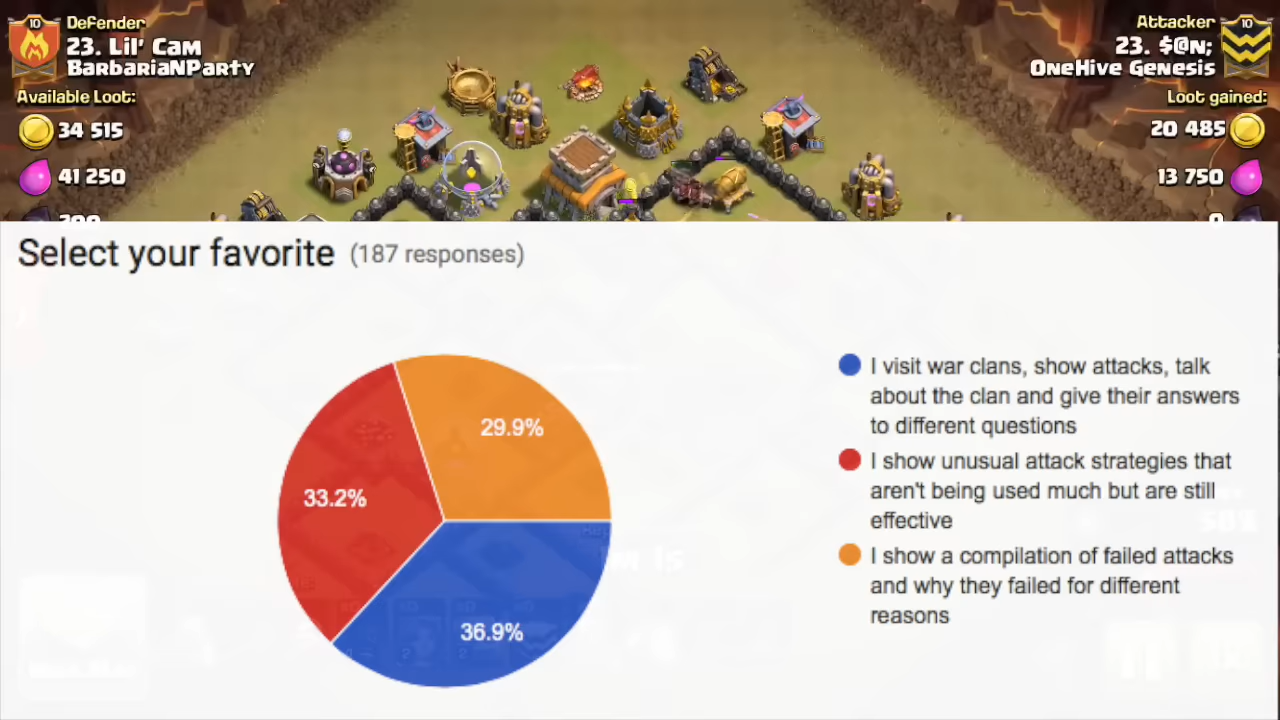 10
Defender
23. Lil' Cam
BarbariaNParty
Available Loot:
34 515
41 250
Attacker
10
23. $@N;
OneHive Genesis
Loot gained:
20 485
13 750
Select your favorite (187 responses)
29.9%
33.2%
36.9%
I visit war clans, show attacks, talk
about the clan and give their answers
to different questions
I show unusual attack strategies that
aren't being used much but are still
effective
I show a compilation of failed attacks
and why they failed for different
reasons